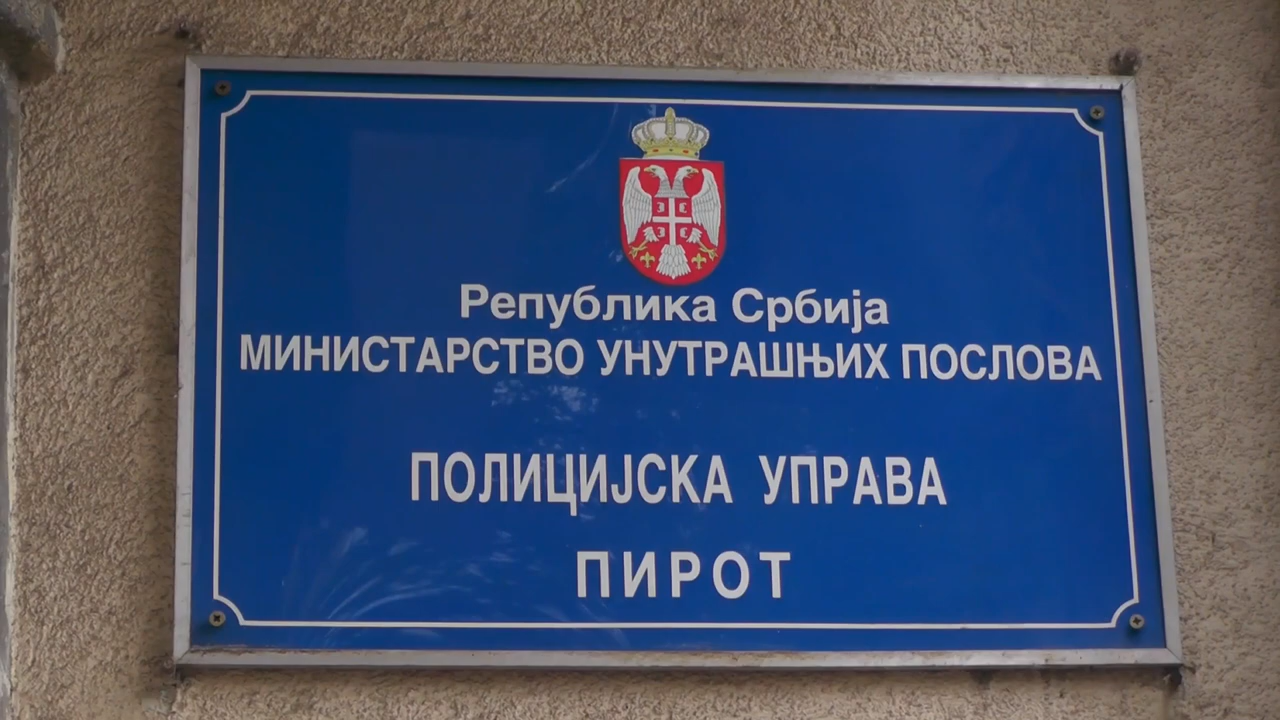 Република Србија
МИНИСТАРСТВО УНУТРАШЊИХ ПОСЛОВА
ПОЛИЦИЈСКА УПРАВА
ПИРОТ